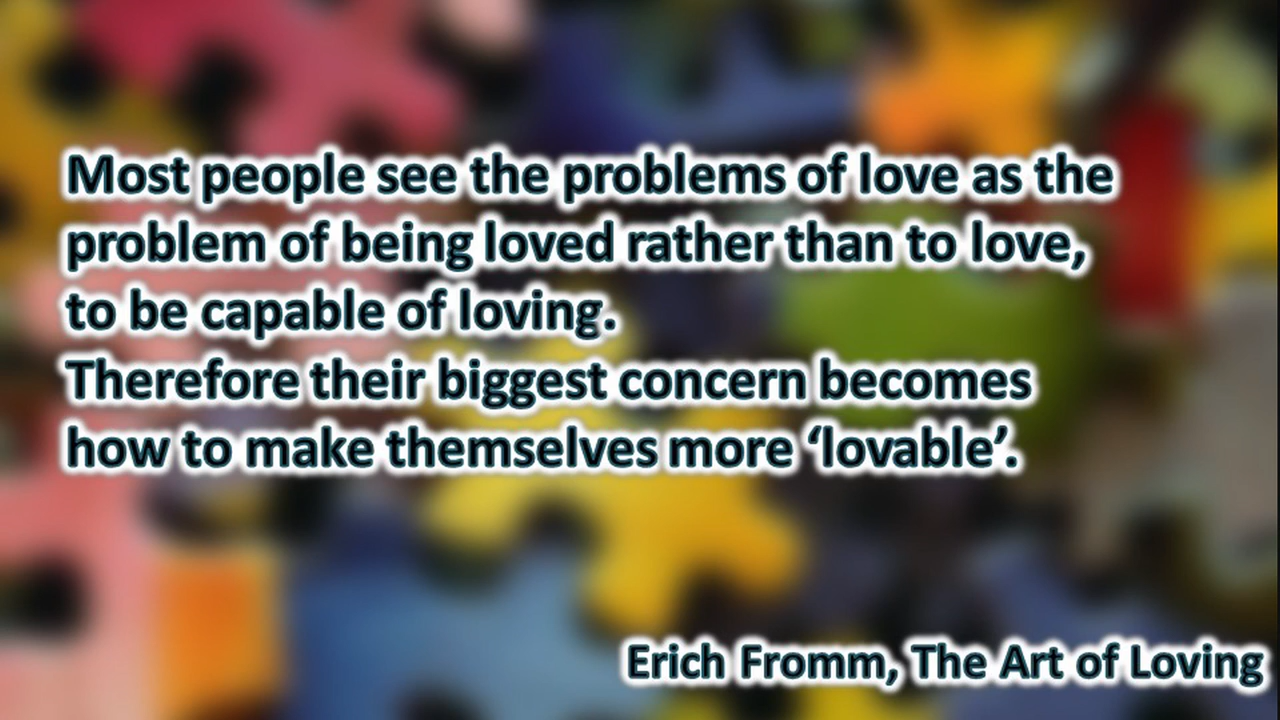 Most people see the problems of love as the
problem of being loved rather than to love,
to be capable of loving.
Therefore their biggest concern becomes
how to make themselves more ‘lovable’.
Erich Fromm, The Art of Loving